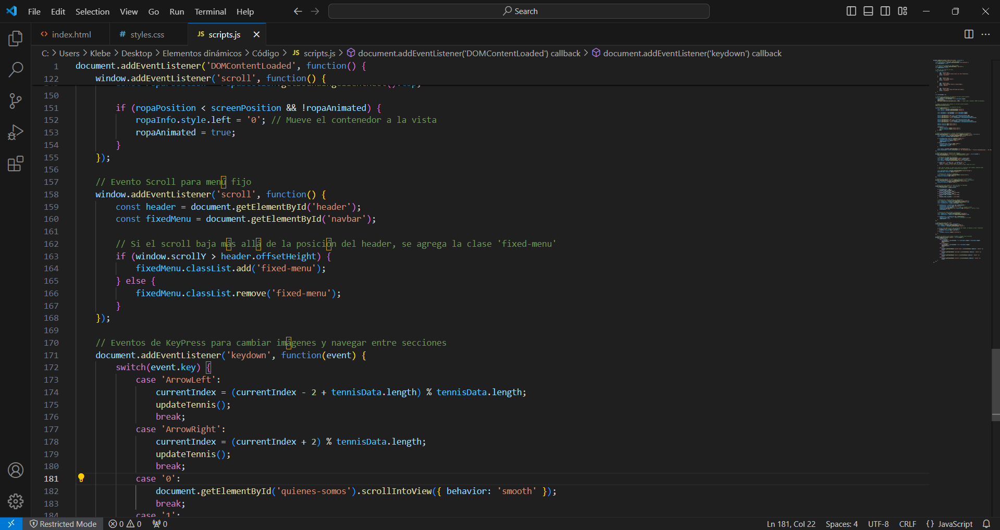 File Edit Selection View Go Run Terminal Help
Search
index.html
# styles.css
JS scripts.js
C: > Users > Klebe > Desktop > Elementos dinámicos > Código > JS scripts.js > document.addEventListener('DOMContentLoaded') callback > document.addEventListener('keydown') callback
1 document.addEventListener('DOMContentLoaded', function() {
122 window.addEventListener('scroll', function() {
150
151 if (ropaPosition < screenPosition && !ropaAnimated) {
152 ropaInfo.style.left = '0'; // Mueve el contenedor a la vista
153 ropaAnimated = true;
154 }
155 });
156
157 // Evento Scroll para menú fijo
158 window.addEventListener('scroll', function() {
159 const header = document.getElementById('header');
160 const fixedMenu = document.getElementById('navbar');
161
162 // Si el scroll baja más allá de la posición del header, se agrega la clase 'fixed-menu'
163 if (window.scrollY > header.offsetHeight) {
164 fixedMenu.classList.add('fixed-menu');
165 } else {
166 fixedMenu.classList.remove('fixed-menu');
167 }
168 });
169
170 // Eventos de KeyPress para cambiar imágenes y navegar entre secciones
171 document.addEventListener('keydown', function(event) {
172 switch(event.key) {
173 case 'ArrowLeft':
174 currentIndex = (currentIndex - 2 + tennisData.length) % tennisData.length;
175 updateTennis();
176 break;
177 case 'ArrowRight':
178 currentIndex = (currentIndex + 2) % tennisData.length;
179 updateTennis();
180 break;
181 case '0':
182 document.getElementById('quienes-somos').scrollIntoView({ behavior: 'smooth' });
183 break;
184 case '1':
Restricted Mode 0 0 0 Ln 181, Col 22 Spaces: 4 UTF-8 CRLF {} JavaScript